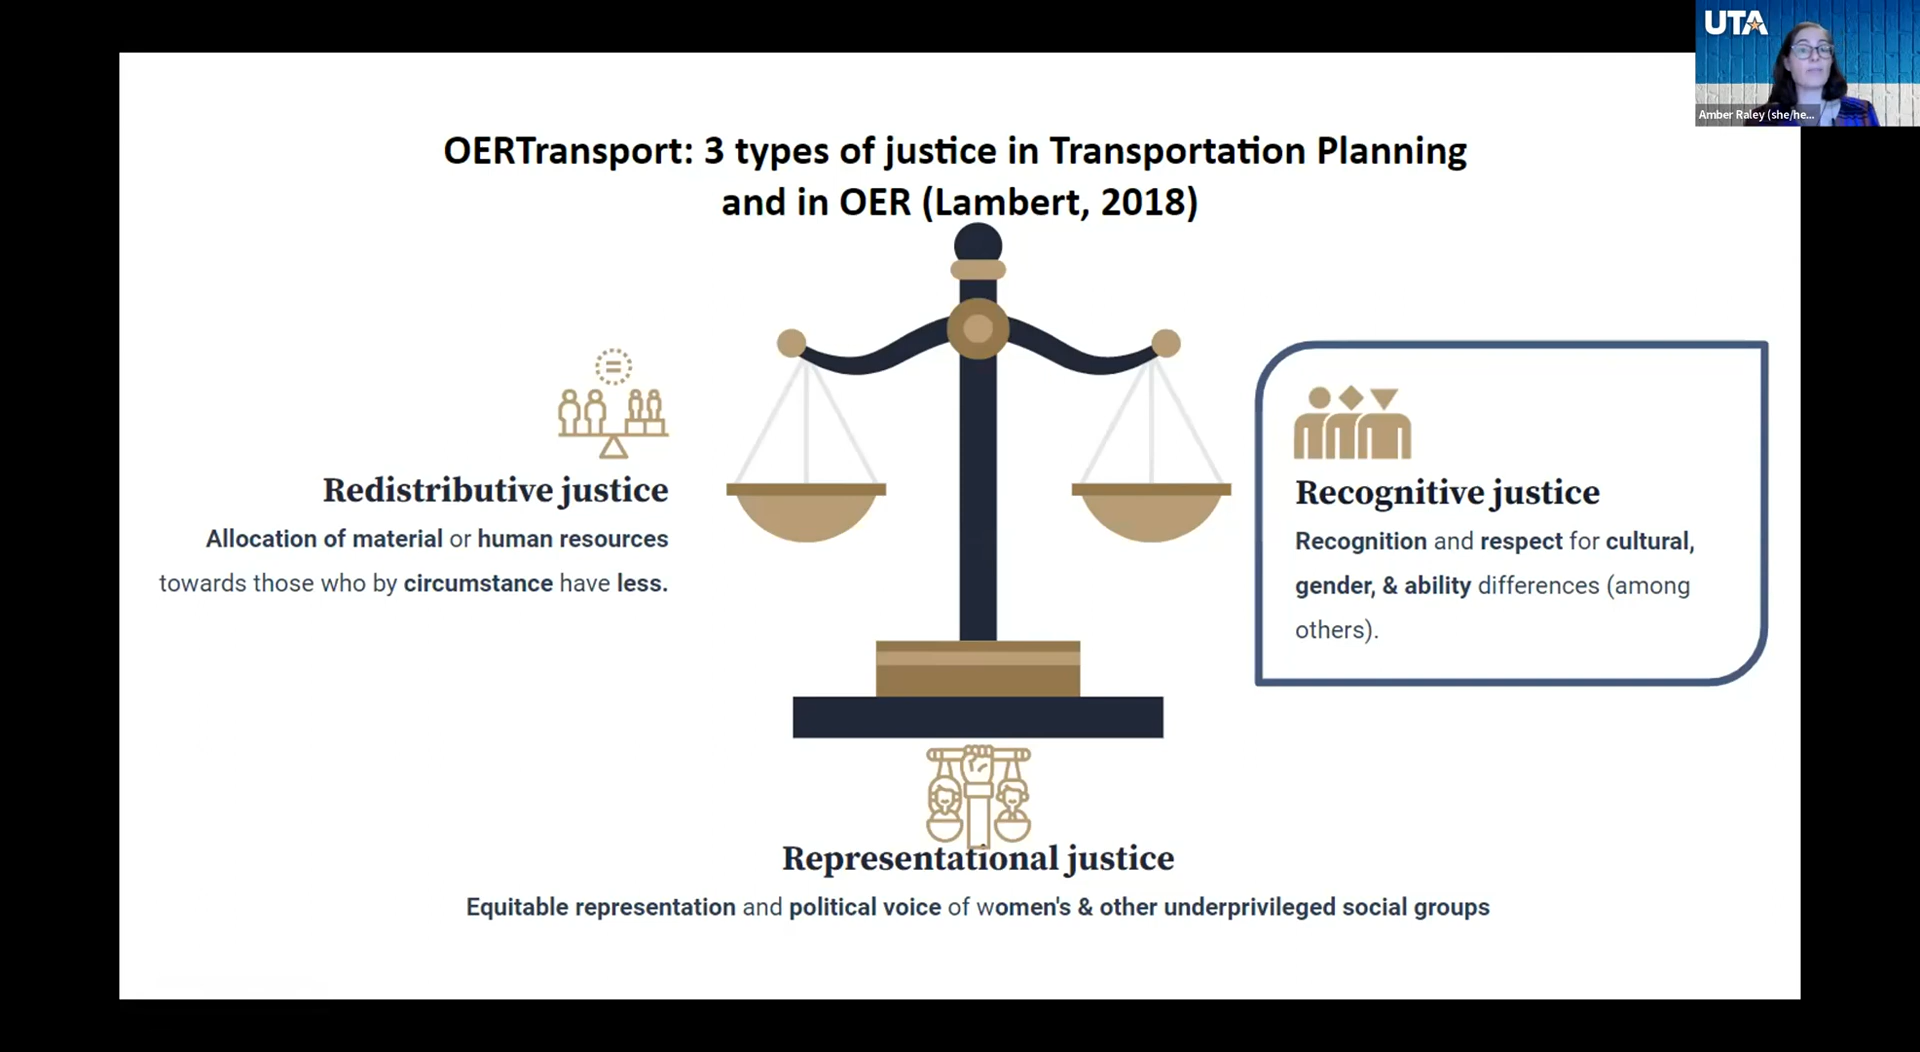 UTA
Amber Raley (she/he...
OERTransport: 3 types of justice in Transportation Planning
and in OER (Lambert, 2018)
=
Redistributive justice
Allocation of material or human resources
towards those who by circumstance have less.
Recognitive justice
Recognition and respect for cultural,
gender, & ability differences (among
others).
Representational justice
Equitable representation and political voice of women's & other underprivileged social groups